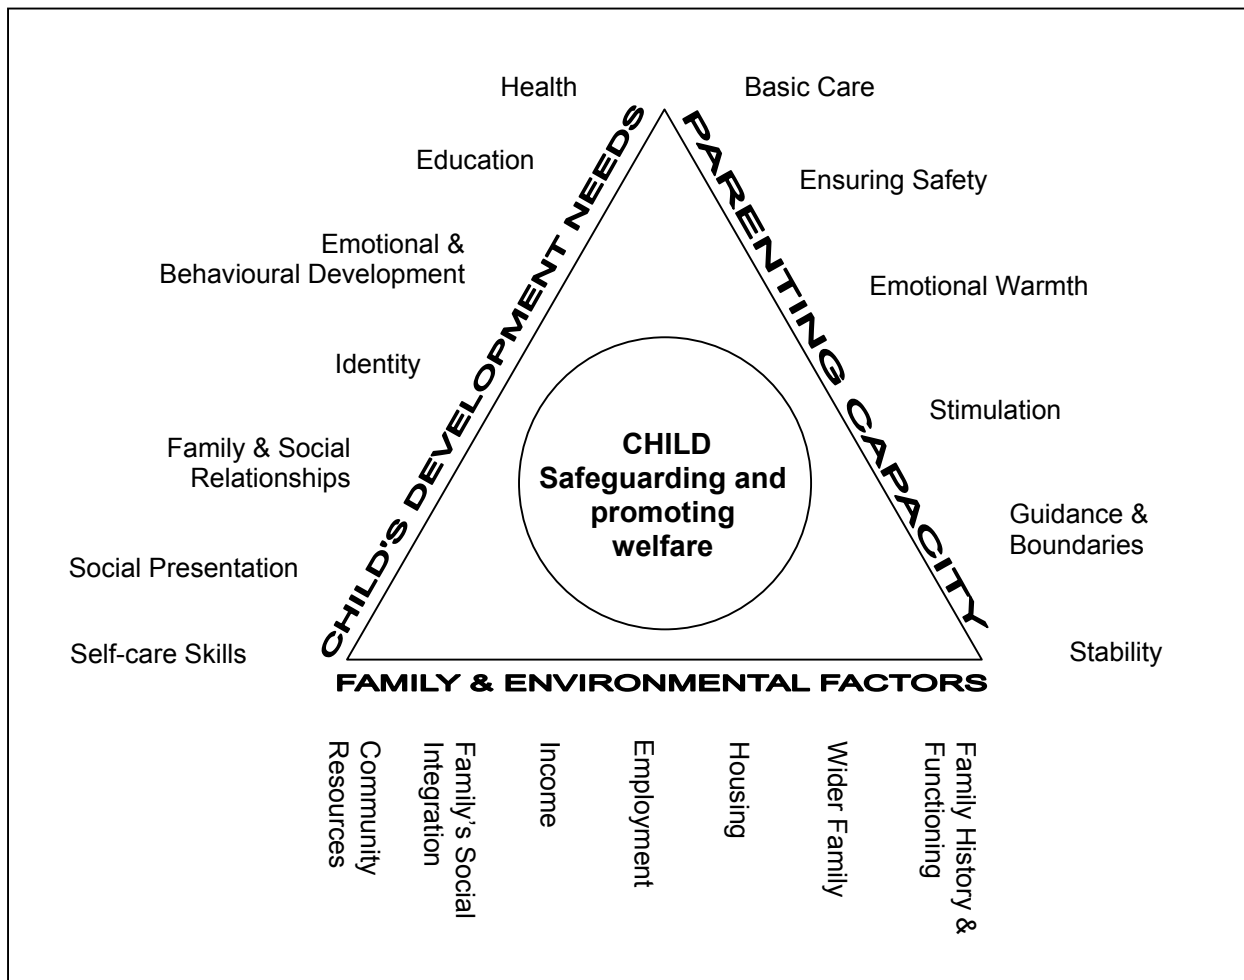 Health
Education
Emotional &
Behavioural Development
Identity
Family & Social
Relationships
Social Presentation
Self-care Skills
CHILD'S DEVELOPMENT NEEDS
Basic Care
Ensuring Safety
Emotional Warmth
Stimulation
Guidance &
Boundaries
Stability
PARENTING CAPACITY
CHILD
Safeguarding and
promoting
welfare
FAMILY & ENVIRONMENTAL FACTORS
Community
Resources
Family’s Social
Integration
Income
Employment
Housing
Wider Family
Family History &
Functioning